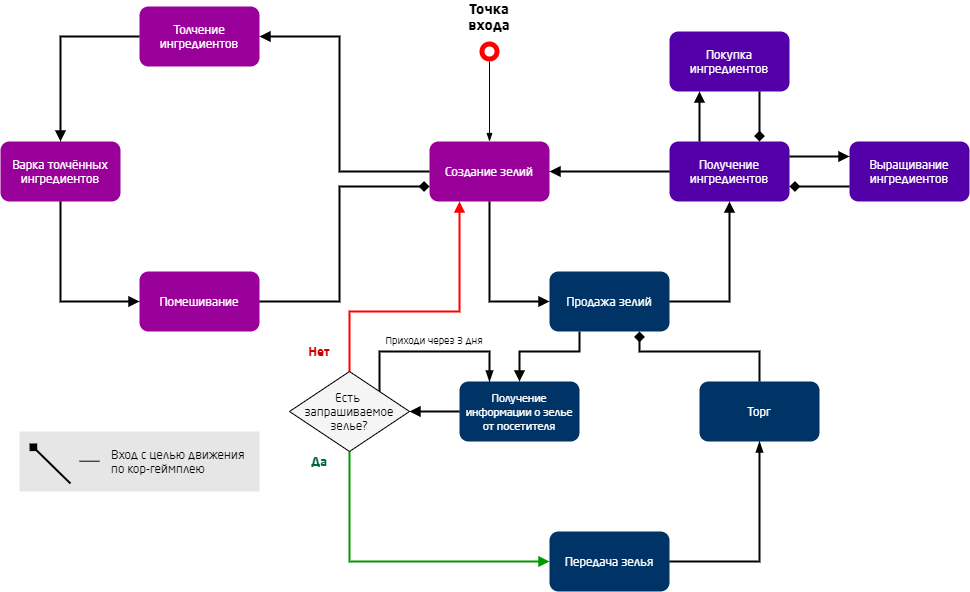 Точка
входа
Толчение
ингредиентов
Покупка
ингредиентов
Варка толчённых
ингредиентов
Создание зелий
Получение
ингредиентов
Выращивание
ингредиентов
Помешивание
Продажа зелий
Нет
Приходи через 3 дня
Есть
запрашиваемое
зелье?
Получение
информации о зелье
от посетителя
Торг
Да
Вход с целью движения
по кор-геймплею
Передача зелья